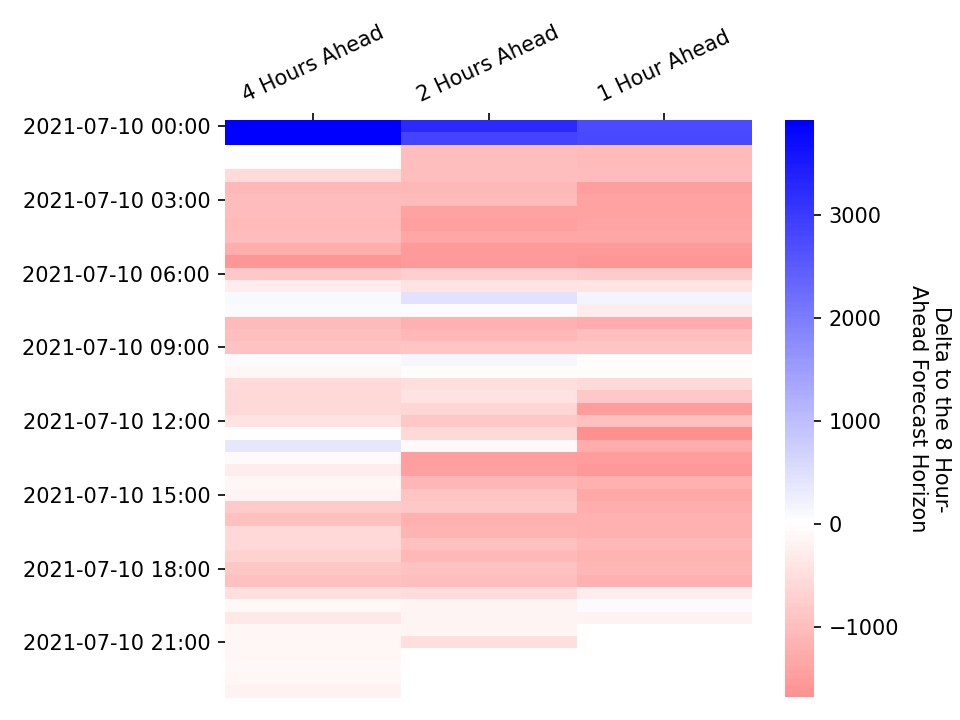 4 Hours Ahead
2 Hours Ahead
1 Hour Ahead
2021-07-10 00:00
2021-07-10 03:00
2021-07-10 06:00
2021-07-10 09:00
2021-07-10 12:00
2021-07-10 15:00
2021-07-10 18:00
2021-07-10 21:00
3000
2000
1000
0
−1000
Delta to the 8 Hour-
Ahead Forecast Horizon